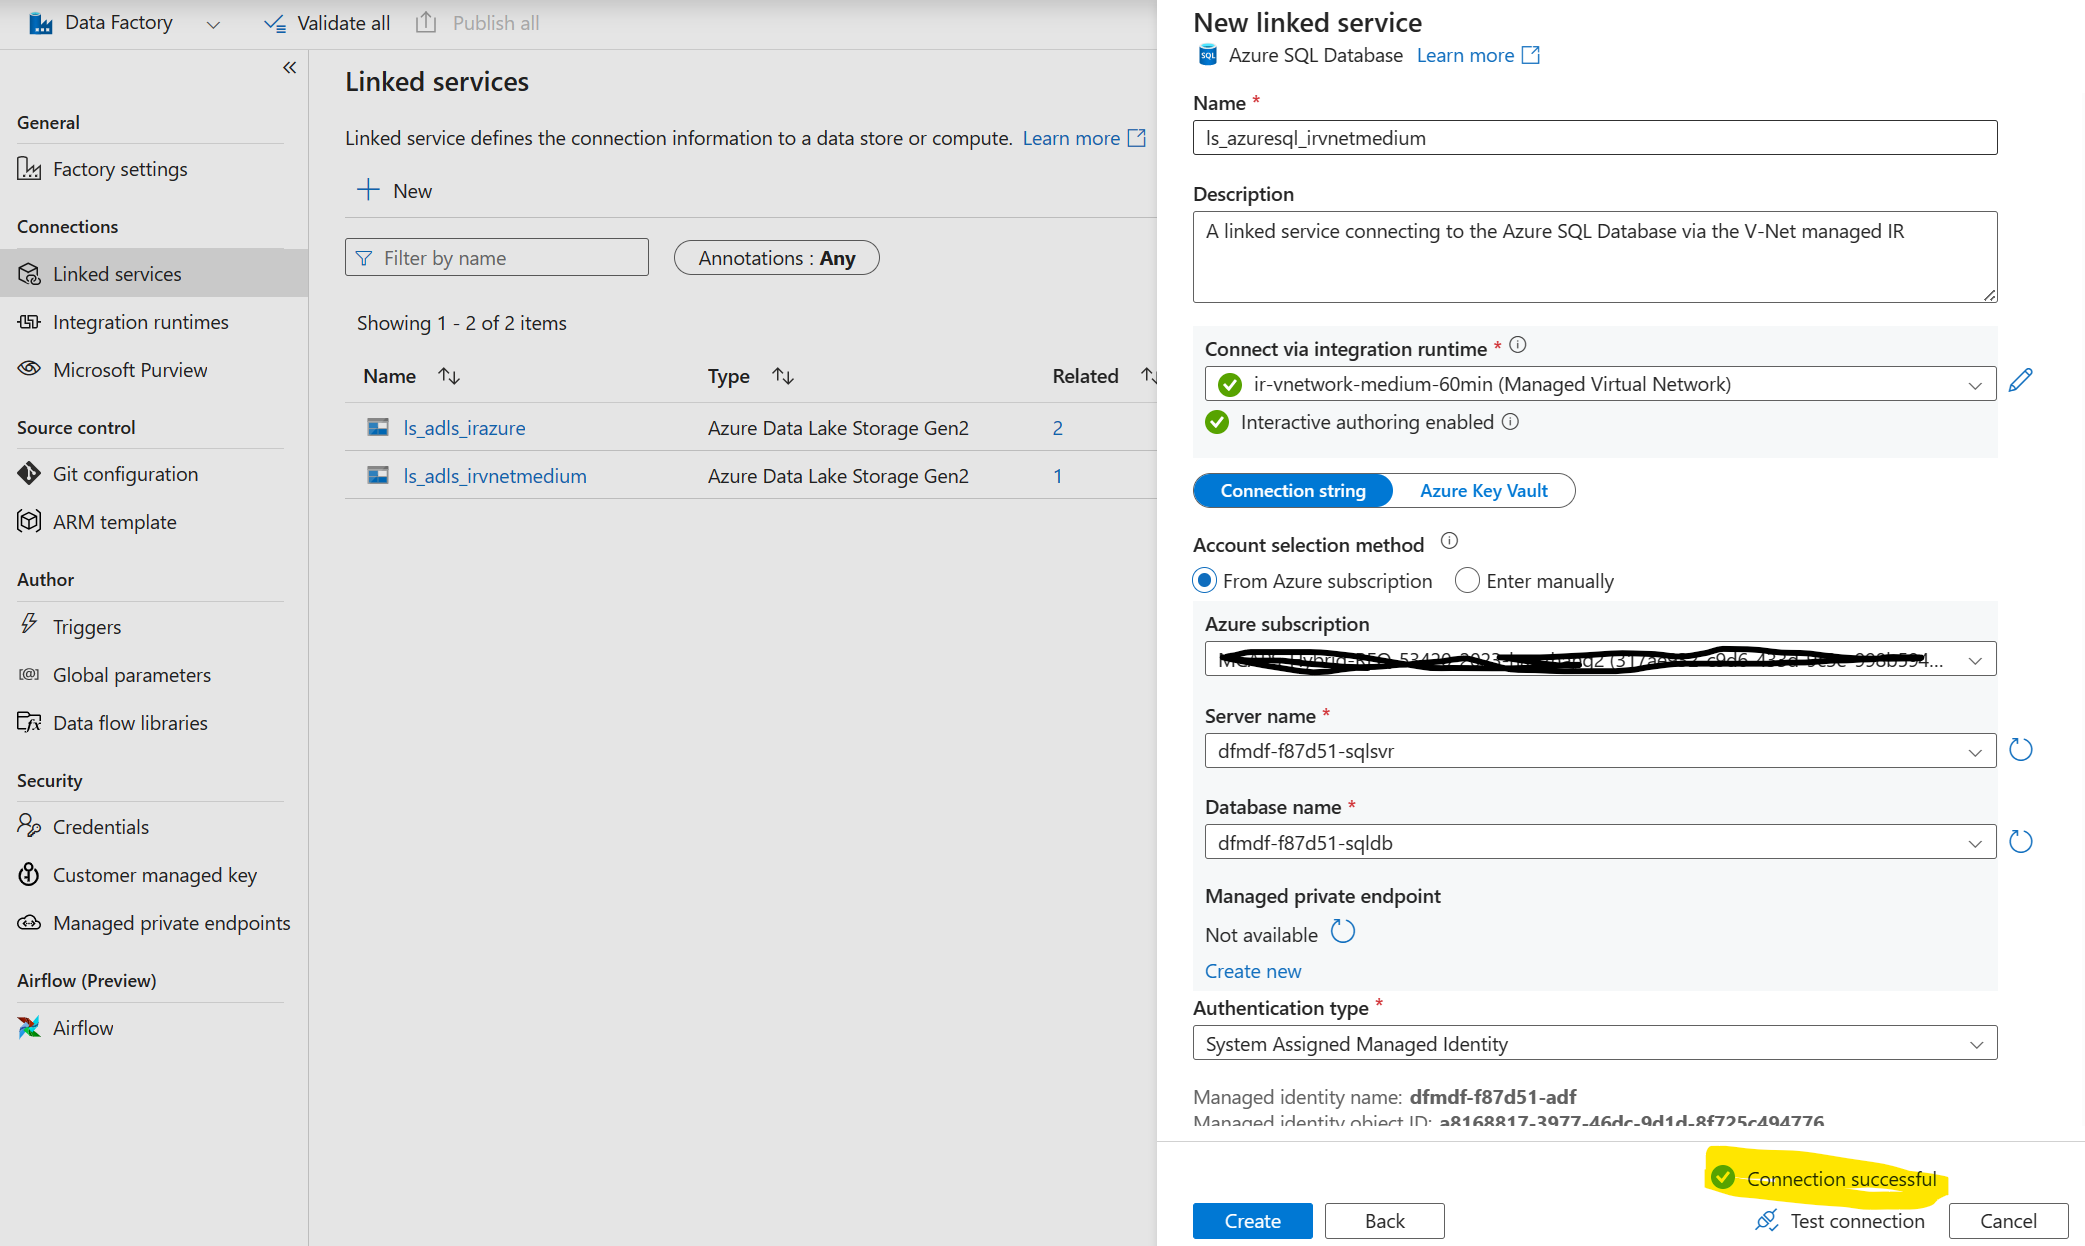 Data Factory
Validate all
Publish all
General
Factory settings
Connections
Linked services
Integration runtimes
Microsoft Purview
Source control
Git configuration
ARM template
Author
Triggers
Global parameters
Data flow libraries
Security
Credentials
Customer managed key
Managed private endpoints
Airflow (Preview)
Airflow
Linked services
Linked service defines the connection information to a data store or compute. Learn more
New
Filter by name
Annotations : Any
Showing 1 - 2 of 2 items
Name Type Related
ls_adls_irazure Azure Data Lake Storage Gen2 2
ls_adls_irvnetmedium Azure Data Lake Storage Gen2 1
New linked service
SQL Azure SQL Database Learn more
Name *
ls_azuresql_irvnetmedium
Description
A linked service connecting to the Azure SQL Database via the V-Net managed IR
Connect via integration runtime *
ir-vnetwork-medium-60min (Managed Virtual Network)
Interactive authoring enabled
Connection string Azure Key Vault
Account selection method
From Azure subscription Enter manually
Azure subscription
Server name *
dfmdf-f87d51-sqlsvr
Database name *
dfmdf-f87d51-sqldb
Managed private endpoint
Not available
Create new
Authentication type *
System Assigned Managed Identity
Managed identity name: dfmdf-f87d51-adf
Managed identity object ID: a8168817-3977-46dc-9d1d-8f725c494776
Connection successful
Create Back Test connection Cancel